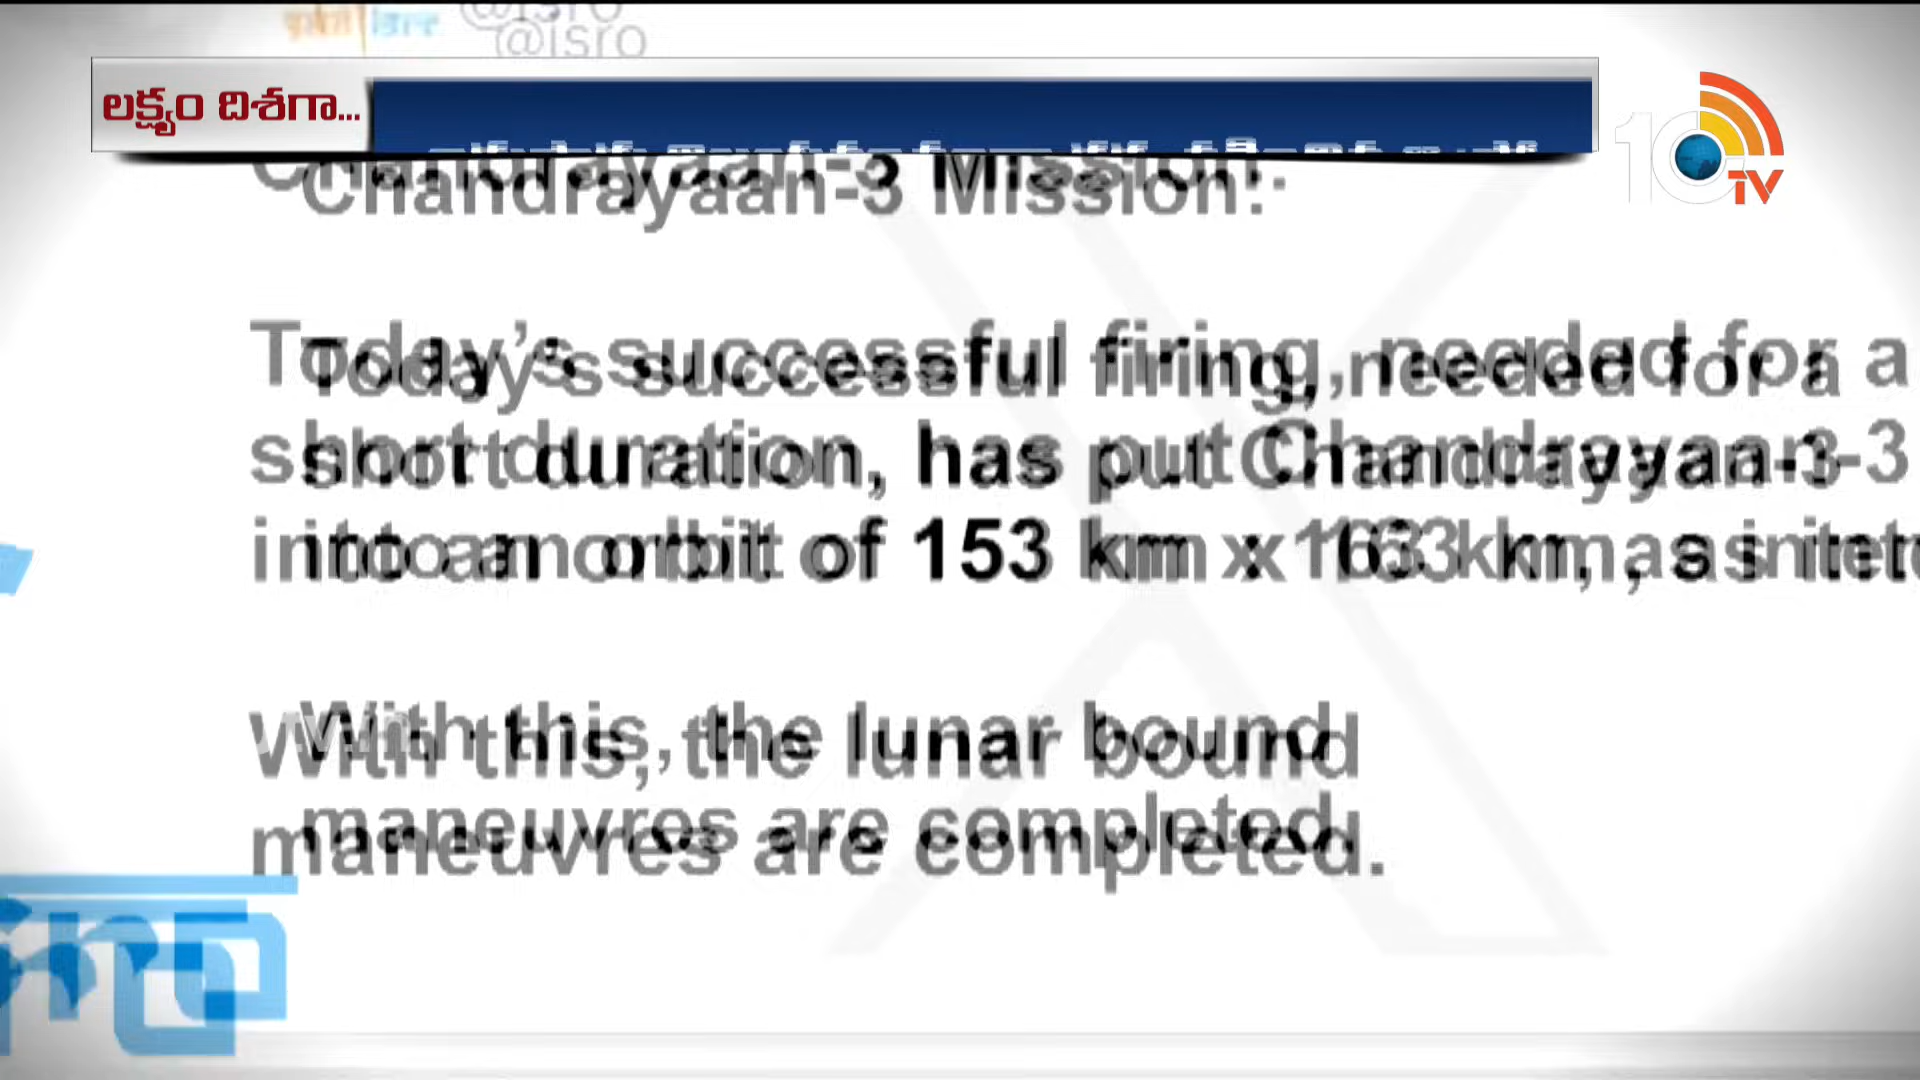 @isro
లక్ష్యం దిశగా...
10
TV
Chandrayaan-3 Mission:
Today's successful firing, needed for a
short duration, has put Chandrayaan-3
into an orbit of 153 km x 163 km, as
With this, the lunar bound
maneuvres are completed.
isro